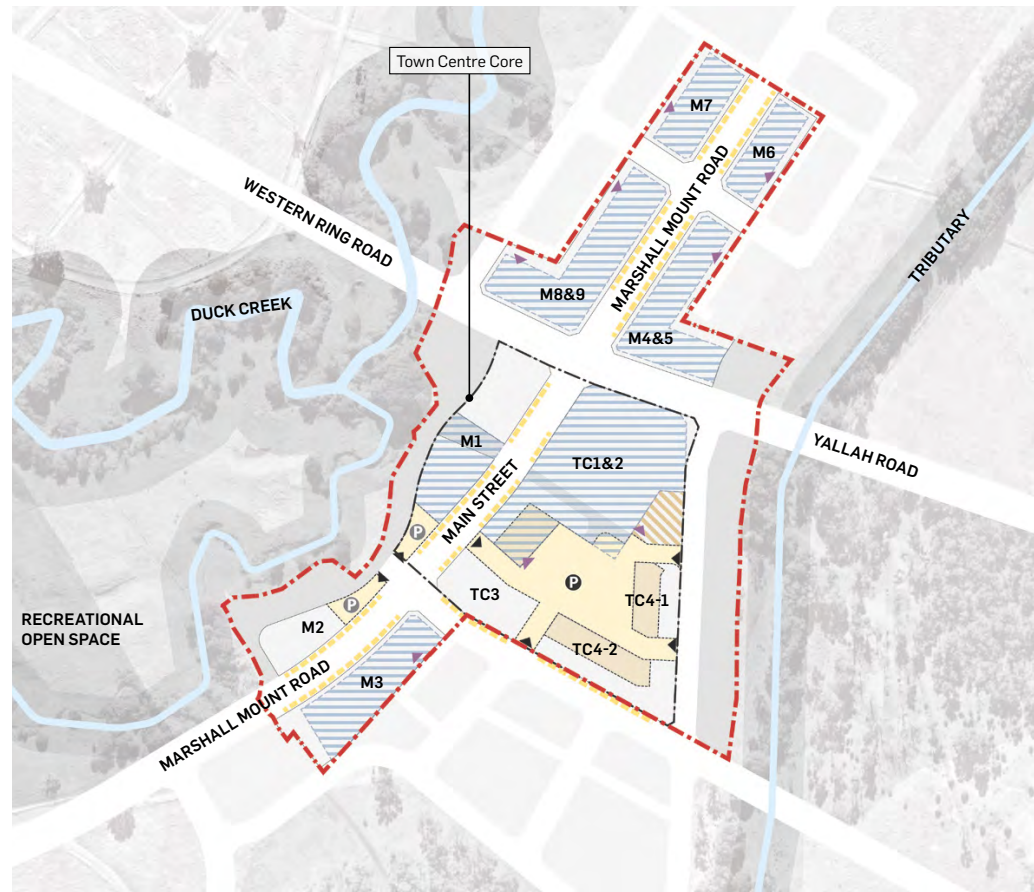 Town Centre Core
M7
M6
WESTERN RING ROAD
MARSHALL MOUNT ROAD
TRIBUTARY
M8&9
DUCK CREEK
M4&5
M1
TC1&2
YALLAH ROAD
MAIN STREET
P
P
TC3
TC4-1
P
M2
RECREATIONAL
OPEN SPACE
TC4-2
M3
MARSHALL MOUNT ROAD